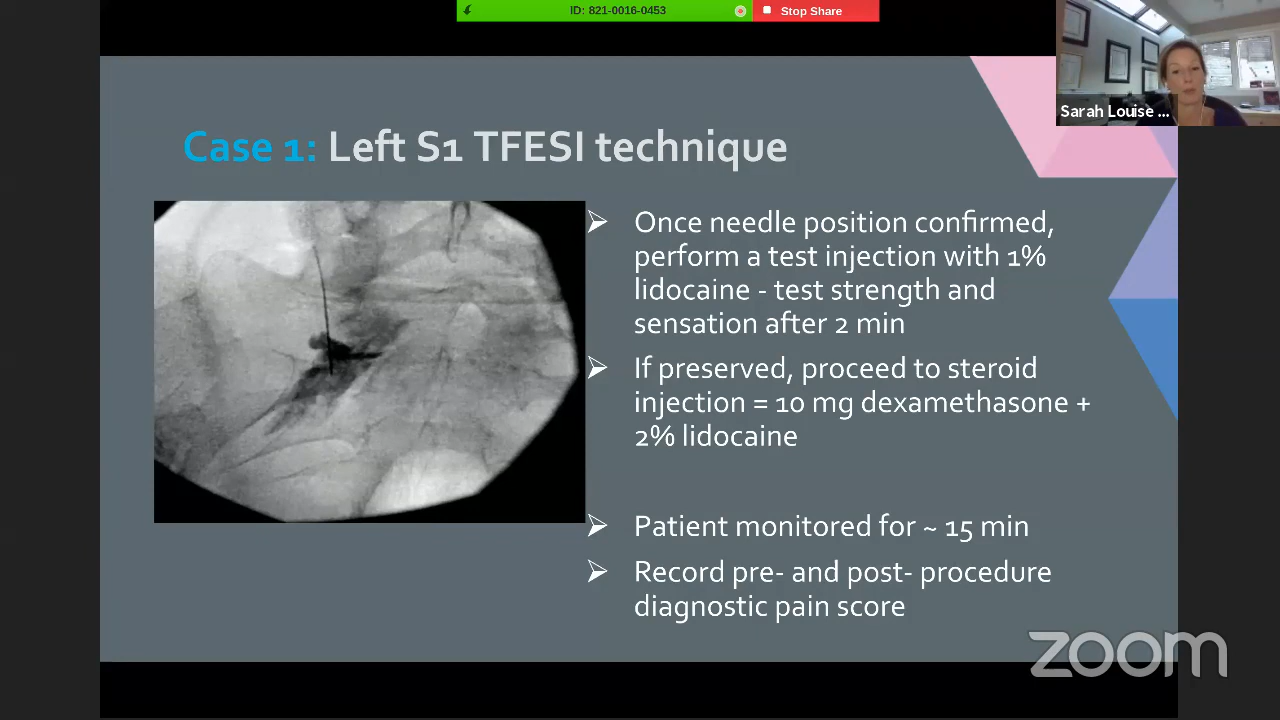 ID: 821-0016-0453
Stop Share
Sarah Louise ...
Case 1: Left S1 TFESI technique
Once needle position confirmed,
perform a test injection with 1%
lidocaine - test strength and
sensation after 2 min
If preserved, proceed to steroid
injection = 10 mg dexamethasone +
2% lidocaine
Patient monitored for ~ 15 min
Record pre- and post- procedure
diagnostic pain score
zoom